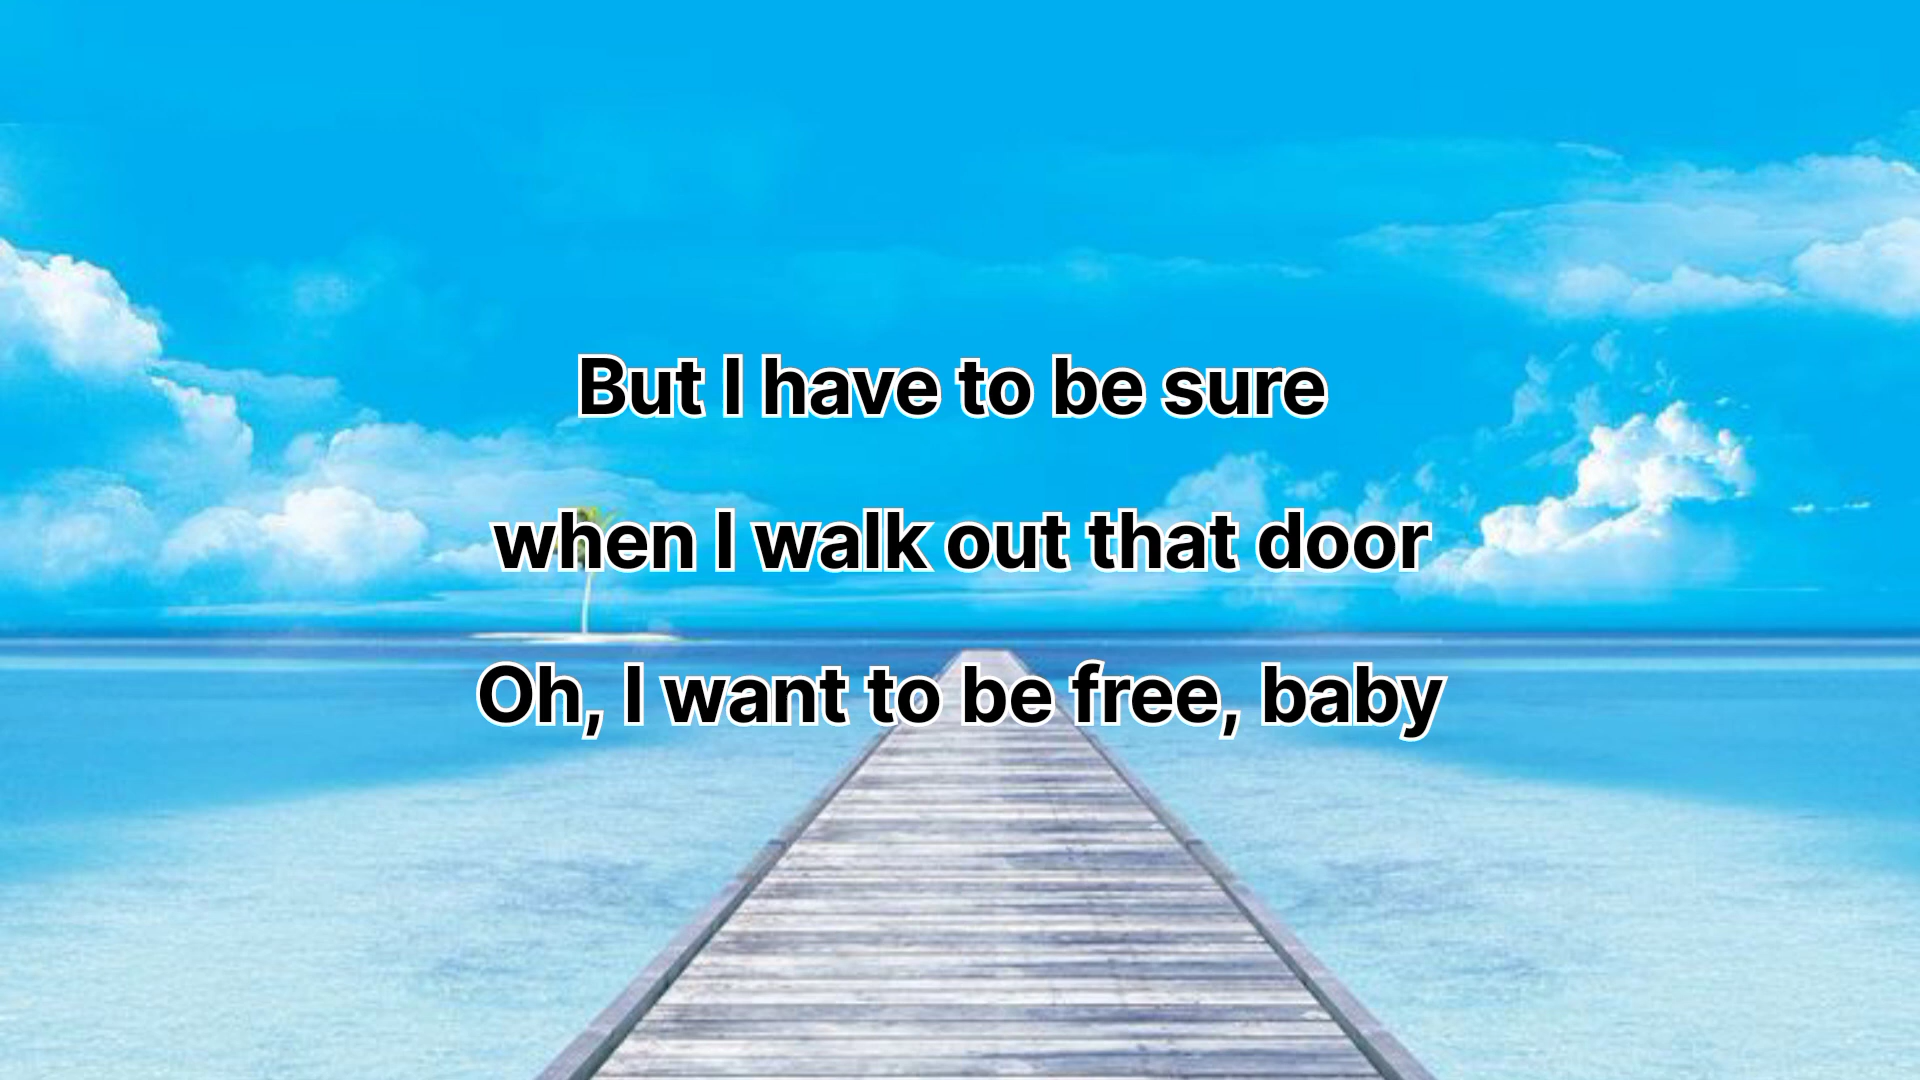 But I have to be sure
when I walk out that door
Oh, I want to be free, baby